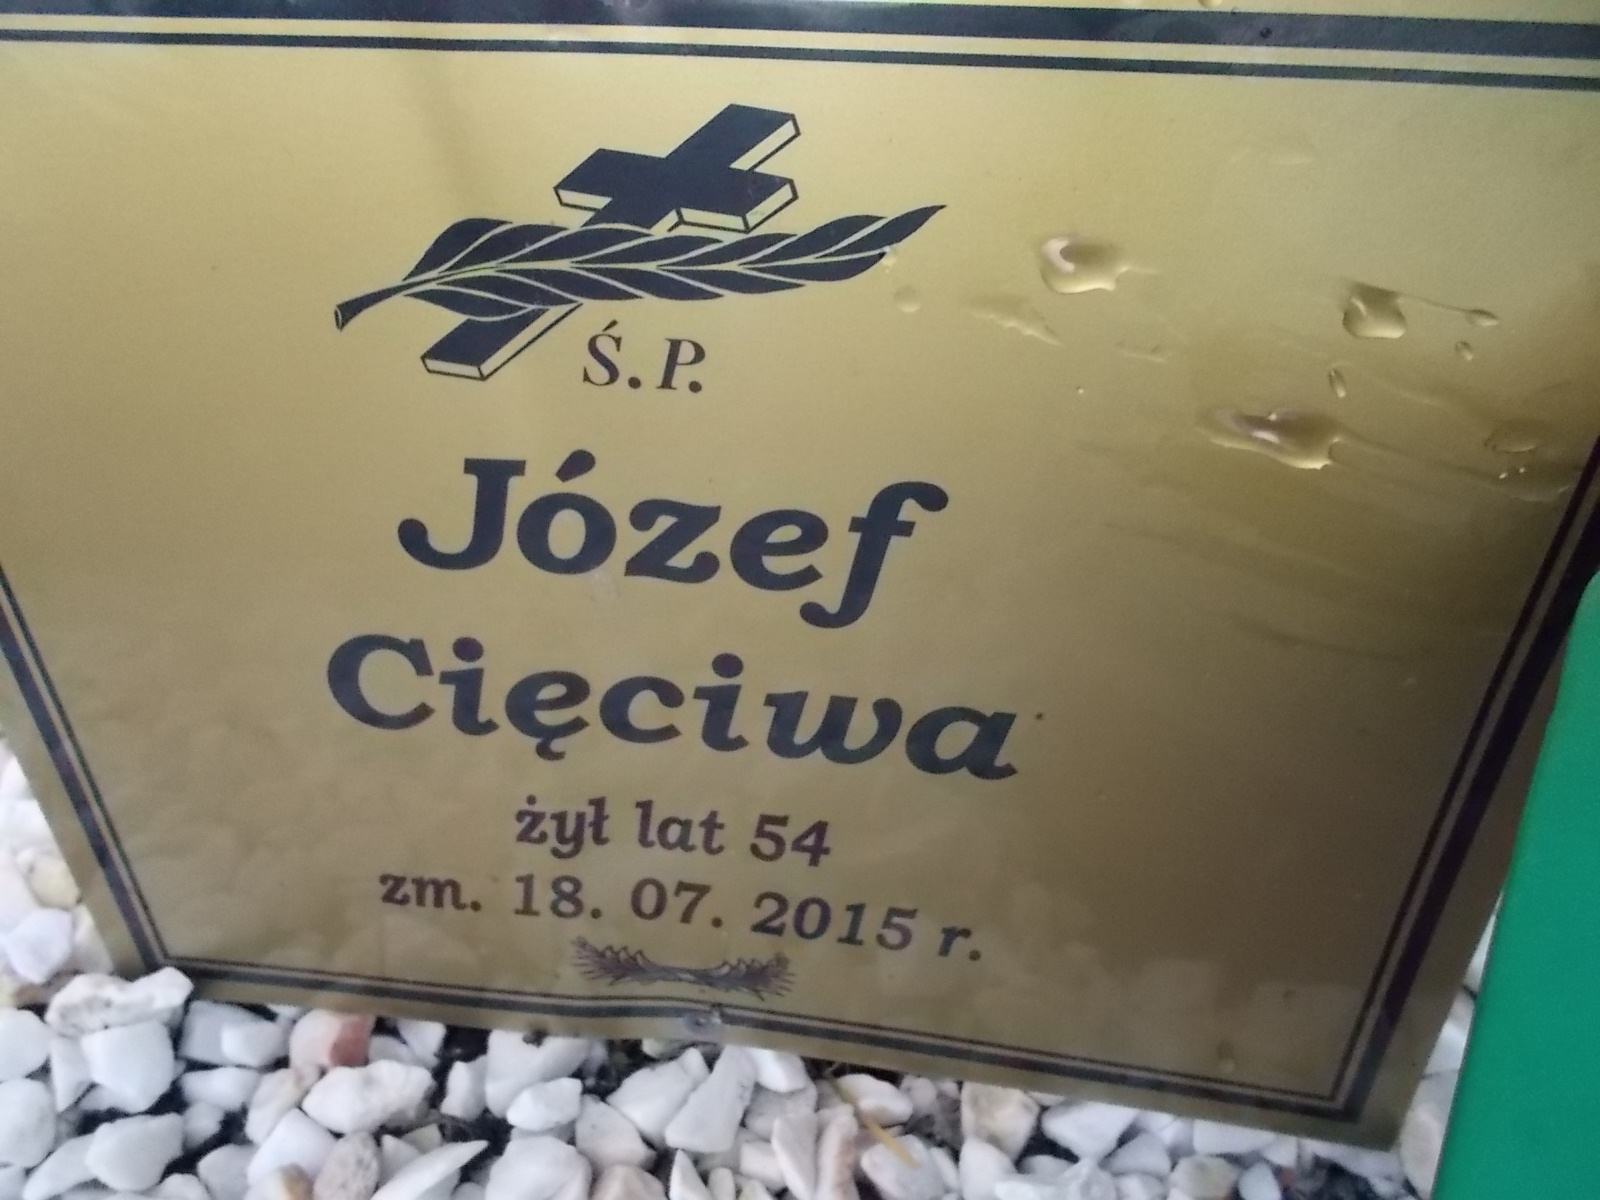 Ś.P.
Józef
Cięciwa
żył lat 54
zm. 18. 07. 2015 r.